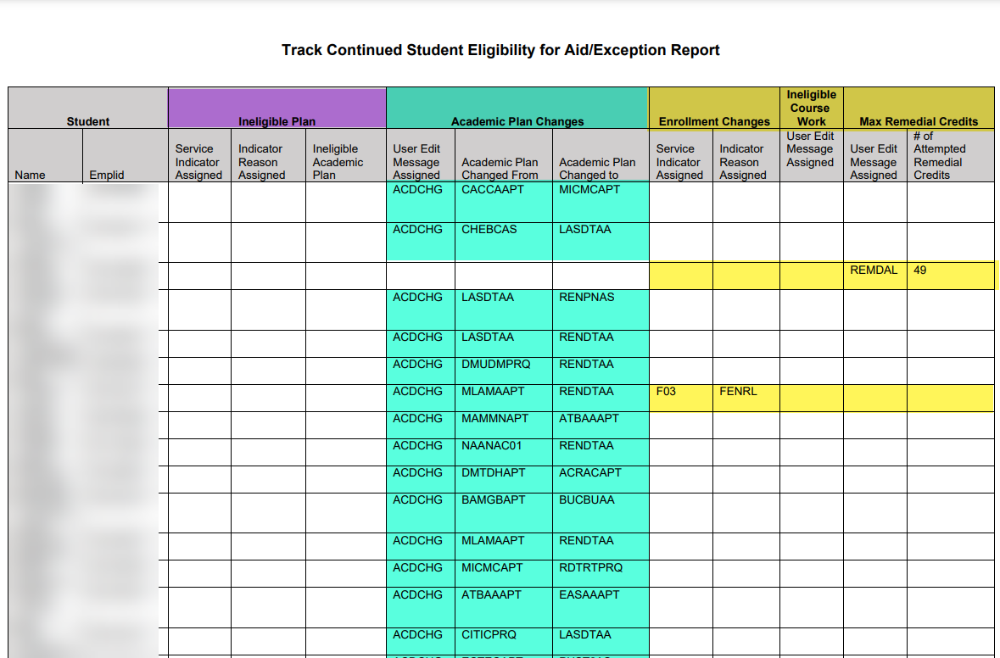 Track Continued Student Eligibility for Aid/Exception Report
Student Ineligible Plan Academic Plan Changes Enrollment Changes Ineligible Course Work Max Remedial Credits
Name Emplid Service Indicator Assigned Indicator Reason Assigned Ineligible Academic Plan User Edit Message Assigned Academic Plan Changed From Academic Plan Changed to Service Indicator Assigned Indicator Reason Assigned User Edit Message Assigned User Edit Message Assigned # of Attempted Remedial Credits
ACDCHG CACCAAPT MICMCAPT
ACDCHG CHEBCAS LASDTAA
REMDAL 49
ACDCHG LASDTAA RENPNAS
ACDCHG LASDTAA RENDTAA
ACDCHG DMUDMPRQ RENDTAA
ACDCHG MLAMAAPT RENDTAA F03 FENRL
ACDCHG MAMMNAPT ATBAAAPT
ACDCHG NAANAC01 RENDTAA
ACDCHG DMTDHAPT ACRACAPT
ACDCHG BAMGBAPT BUCBUAA
ACDCHG MLAMAAPT RENDTAA
ACDCHG MICMCAPT RDTRTPRQ
ACDCHG ATBAAAPT EASAAAPT
ACDCHG CITICPRQ LASDTAA